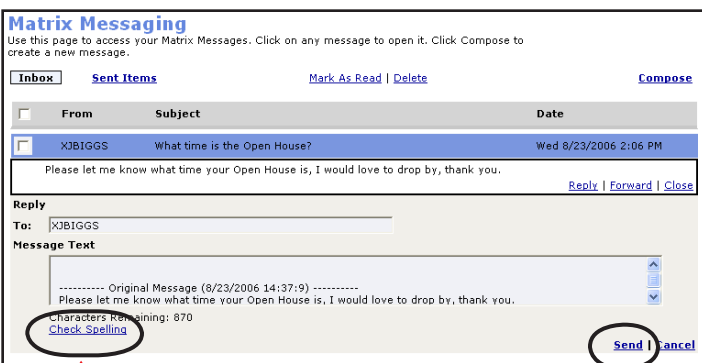 Matrix Messaging
Use this page to access your Matrix Messages. Click on any message to open it. Click Compose to
create a new message.
Inbox Sent Items Mark As Read | Delete Compose
From Subject Date
XJBIGGS What time is the Open House? Wed 8/23/2006 2:06 PM
Please let me know what time your Open House is, I would love to drop by, thank you.
Reply | Forward | Close
Reply
To: XJBIGGS
Message Text
---------- Original Message (8/23/2006 14:37:9) ----------
Please let me know what time your Open House is, I would love to drop by, thank you.
Characters Remaining: 870
Check Spelling
Send | Cancel